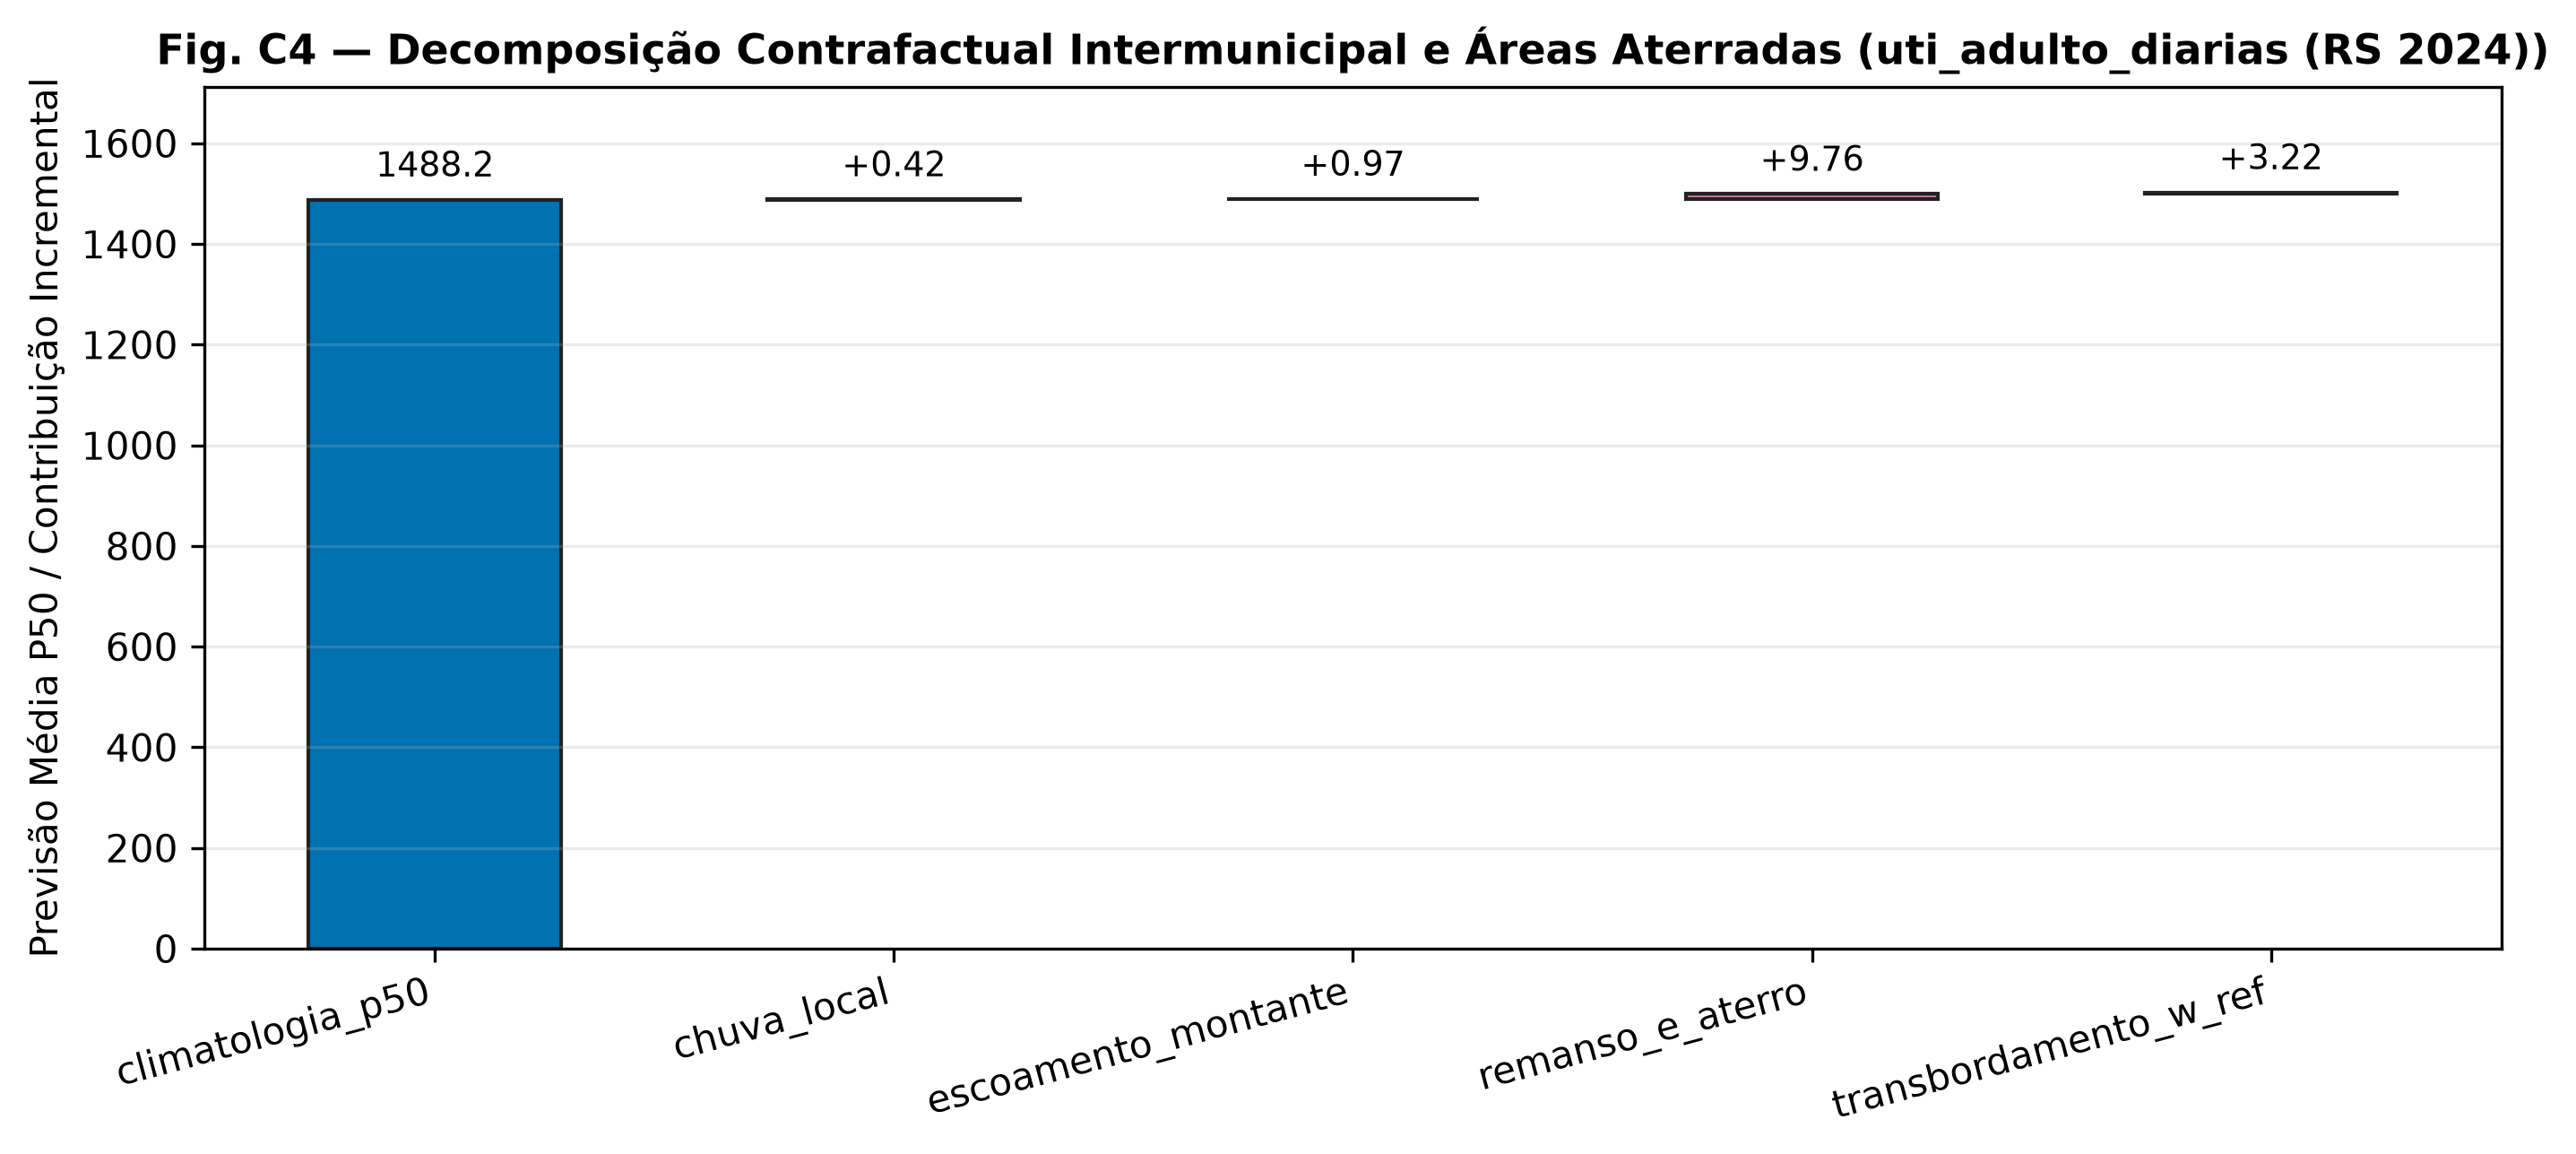 Fig. C4 — Decomposição Contrafactual Intermunicipal e Áreas Aterradas (uti_adulto_diarias (RS 2024))
Previsão Média P50 / Contribuição Incremental
1600
1400
1200
1000
800
600
400
200
0
1488.2
+0.42
+0.97
+9.76
+3.22
climatologia_p50
chuva_local
escoamento_montante
remanso_e_aterro
transbordamento_w_ref